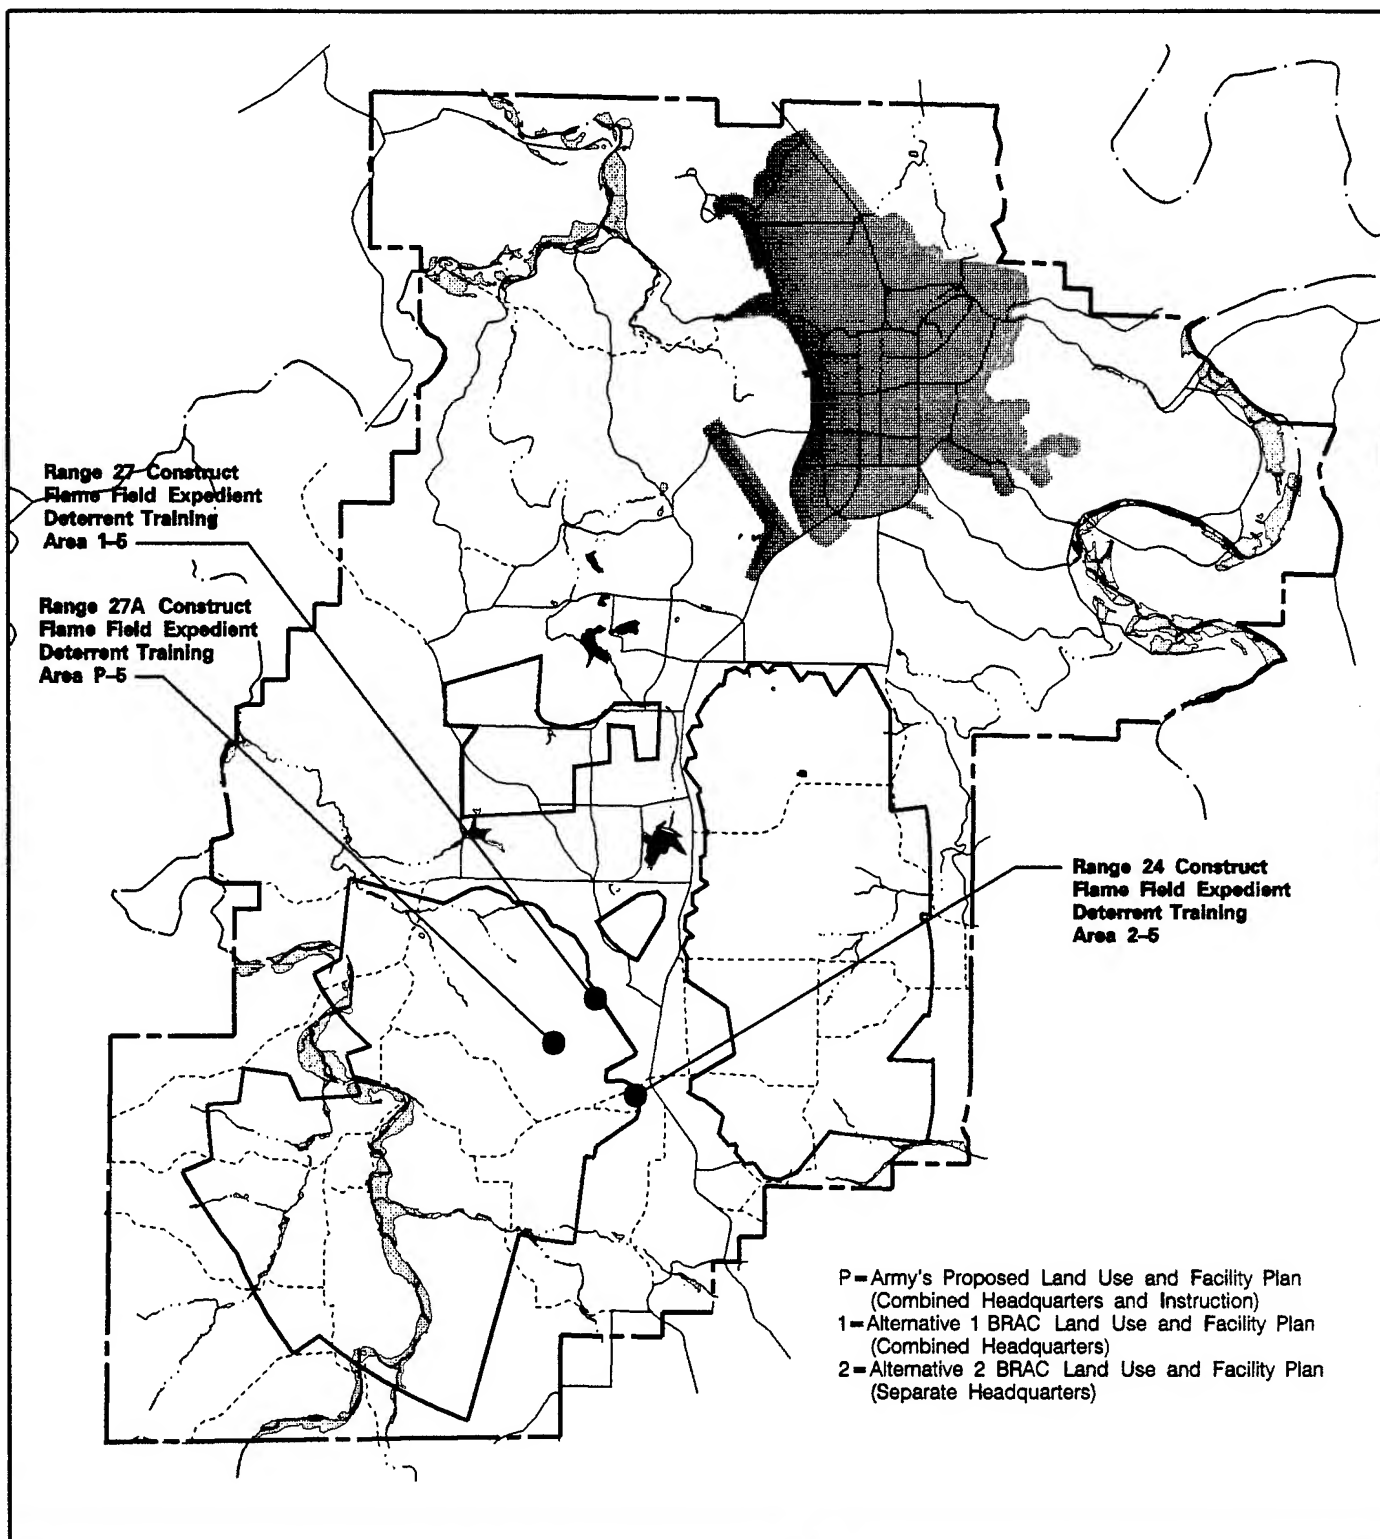 Range 27 Construct
Flame Field Expedient
Deterrent Training
Area 1-5
Range 27A Construct
Flame Field Expedient
Deterrent Training
Area P-5
Range 24 Construct
Flame Field Expedient
Deterrent Training
Area 2-5
P=Army's Proposed Land Use and Facility Plan
(Combined Headquarters and Instruction)
1=Alternative 1 BRAC Land Use and Facility Plan
(Combined Headquarters)
2=Alternative 2 BRAC Land Use and Facility Plan
(Separate Headquarters)